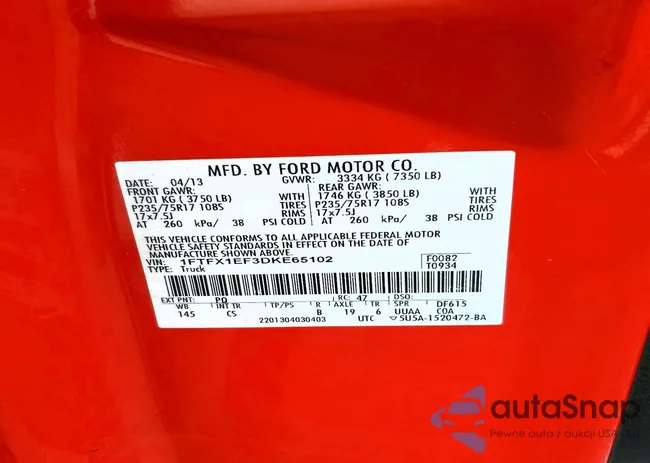 MFD. BY FORD MOTOR CO.
DATE: 04/13 GVWR: 3334 KG ( 7350 LB)
FRONT GAWR: REAR GAWR:
1701 KG ( 3750 LB) WITH 1746 KG ( 3850 LB) WITH
P235/75R17 108S TIRES P235/75R17 108S TIRES
17x7.5J RIMS 17x7.5J RIMS
AT 260 kPa/ 38 PSI COLD AT 260 kPa/ 38 PSI COLD
THIS VEHICLE CONFORMS TO ALL APPLICABLE FEDERAL MOTOR
VEHICLE SAFETY STANDARDS IN EFFECT ON THE DATE OF
MANUFACTURE SHOWN ABOVE.
VIN: 1FTFX1EF3DKE65102 F0082
TYPE: Truck T0934
EXT PNT: PQ RC: 47 DSO:
WB INT TR TP/PS R AXLE TR SPR DF615
145 CS B 19 6 UUAA COA
2201304030403 UTC ▽SU5A-1520472-BA
autaSnap
Pewne auta z aukcji USA